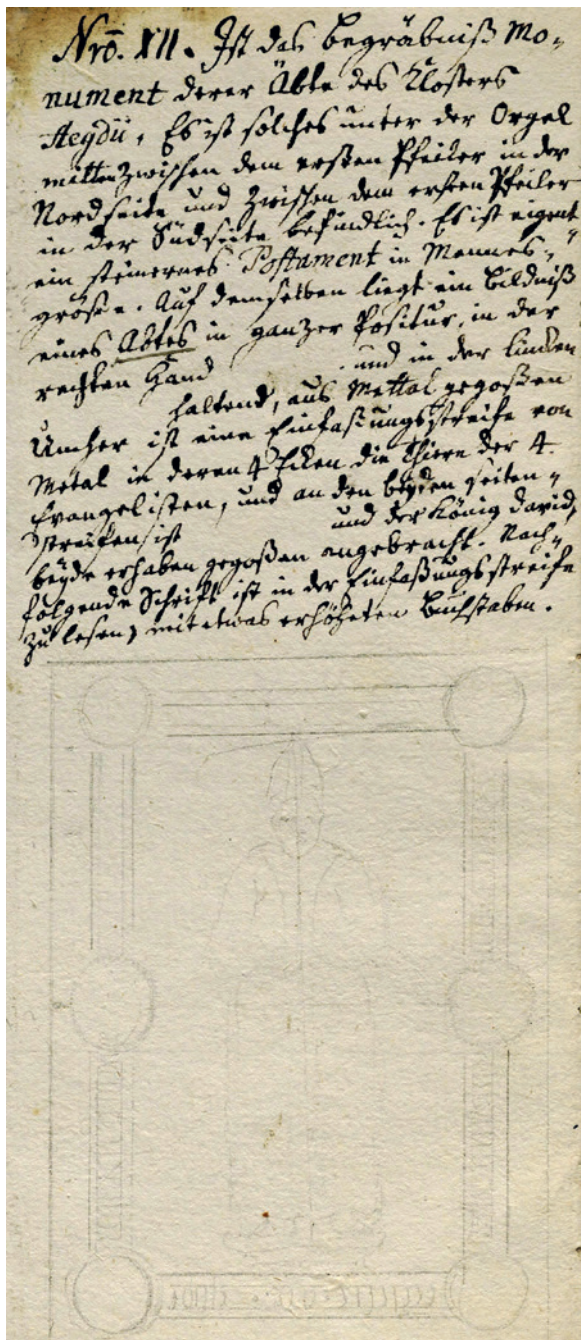 Nrō. XII. Ist das begräbniß Mo-
nument derer Äbte des Klosters
Aegdii, Es ist solches unter der Orgel
mitten zwischen dem ersten Pfeiler in der
Nordseite und zwischen dem ersten Pfeiler
in der Südseite befindlich. Es ist eigent-
ein steinernes Postament in Mannes-
größe. Auf demselben liegt ein Bildniß
eines Abtes in ganzer Positur, in der
rechten Hand und in der lincken
haltend, aus Mettal gegoßen
Umher ist eine Einfaßungsstreife von
Metal in deren 4 Ecken die Thiere der 4.
Evangelisten, und an den beyden seiten-
streifen ist und der König David,
beyde erhaben gegoßen angebracht. Nach-
folgende Schrift ist in der Einfaßungsstreife
zu lesen, mit etwas erhöheten Buchstaben.